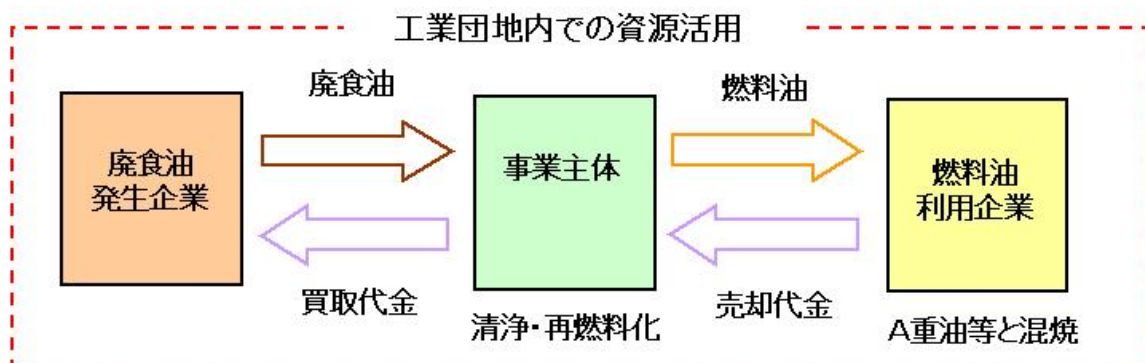 工業団地内での資源活用
廃食油
燃料油
廃食油
発生企業
事業主体
燃料油
利用企業
買取代金
売却代金
清浄・再燃料化
A重油等と混焼